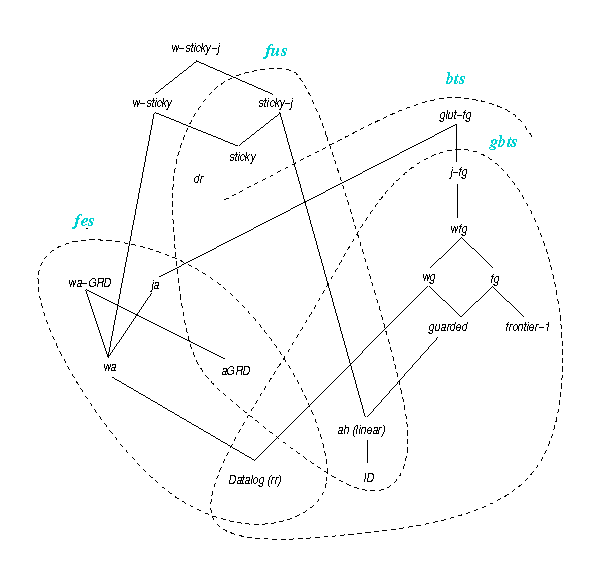 w-sticky-j
fus
bts
w-sticky
sticky-j
glut-fg
gbts
sticky
dr
j-fg
fes
wfg
wa-GRD
ja
wg
fg
guarded
frontier-1
wa
aGRD
ah (linear)
Datalog (rr)
ID